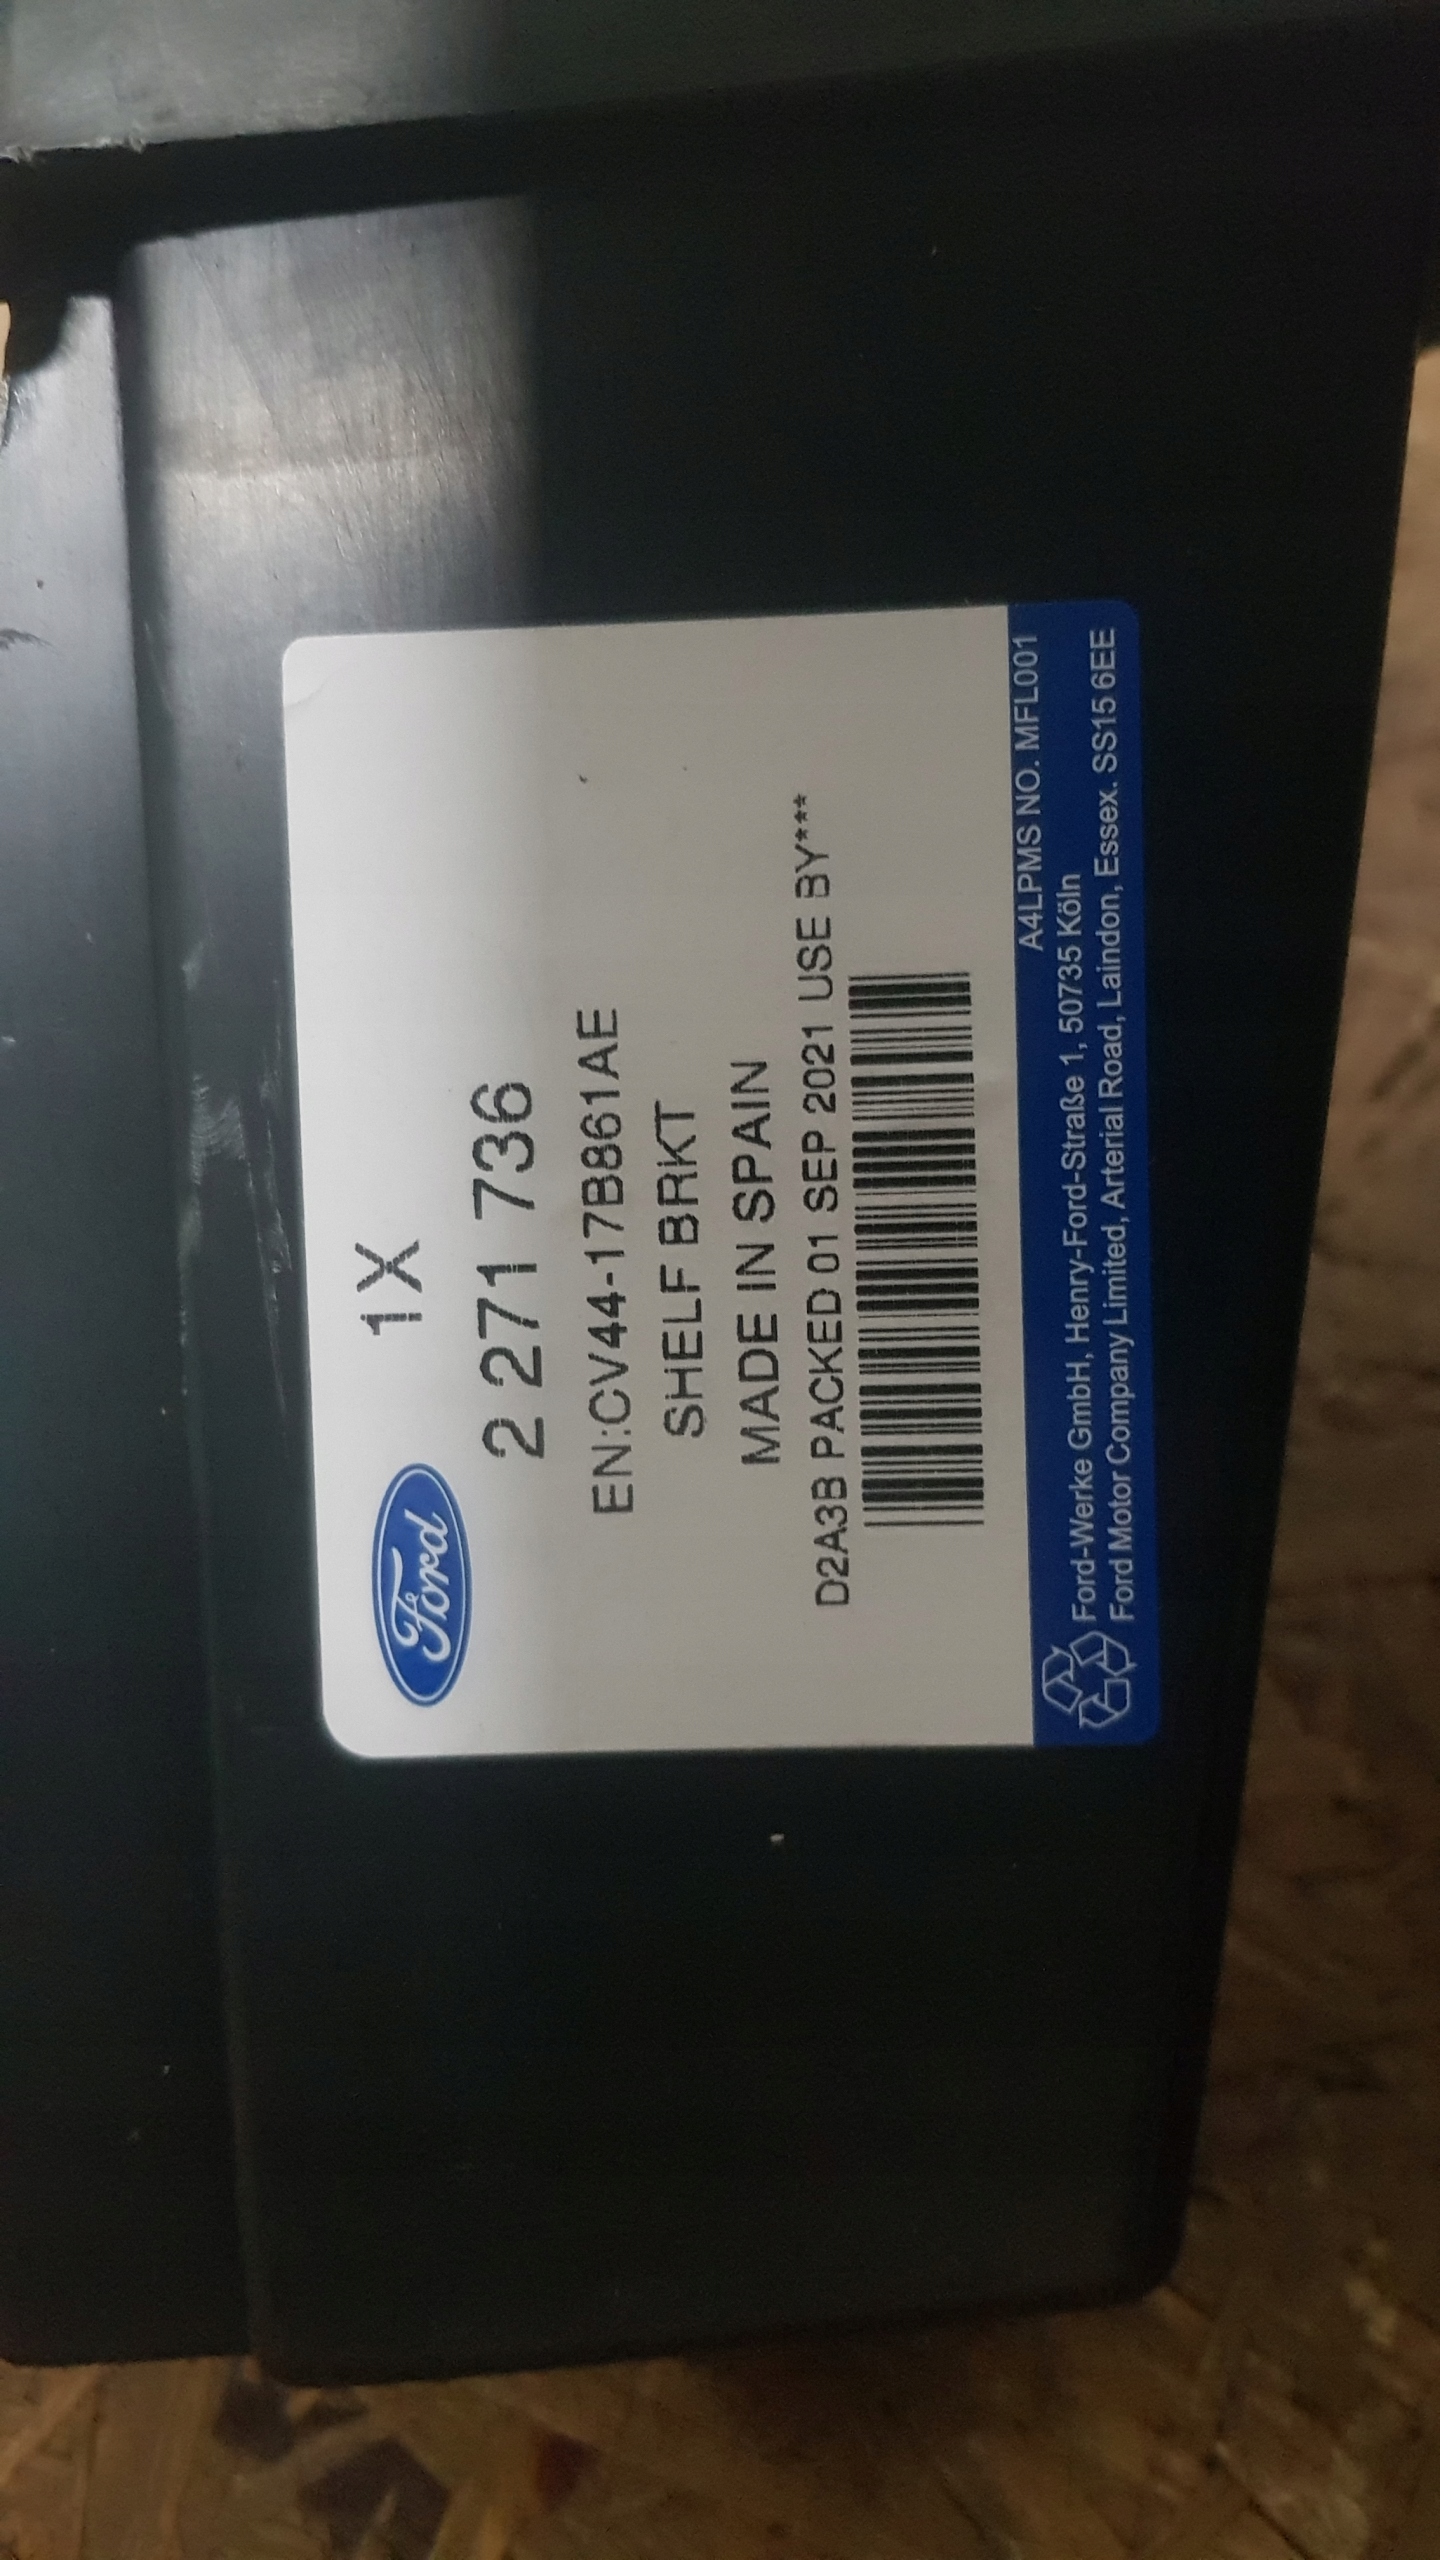 Ford
1X
2 271 736
EN:CV44-17B861AE
SHELF BRKT
MADE IN SPAIN
D2A3B PACKED 01 SEP 2021 USE BY***
A4LPMS NO. MFL001
Ford-Werke GmbH, Henry-Ford-Straße 1, 50735 Köln
Ford Motor Company Limited, Arterial Road, Laindon, Essex. SS15 6EE